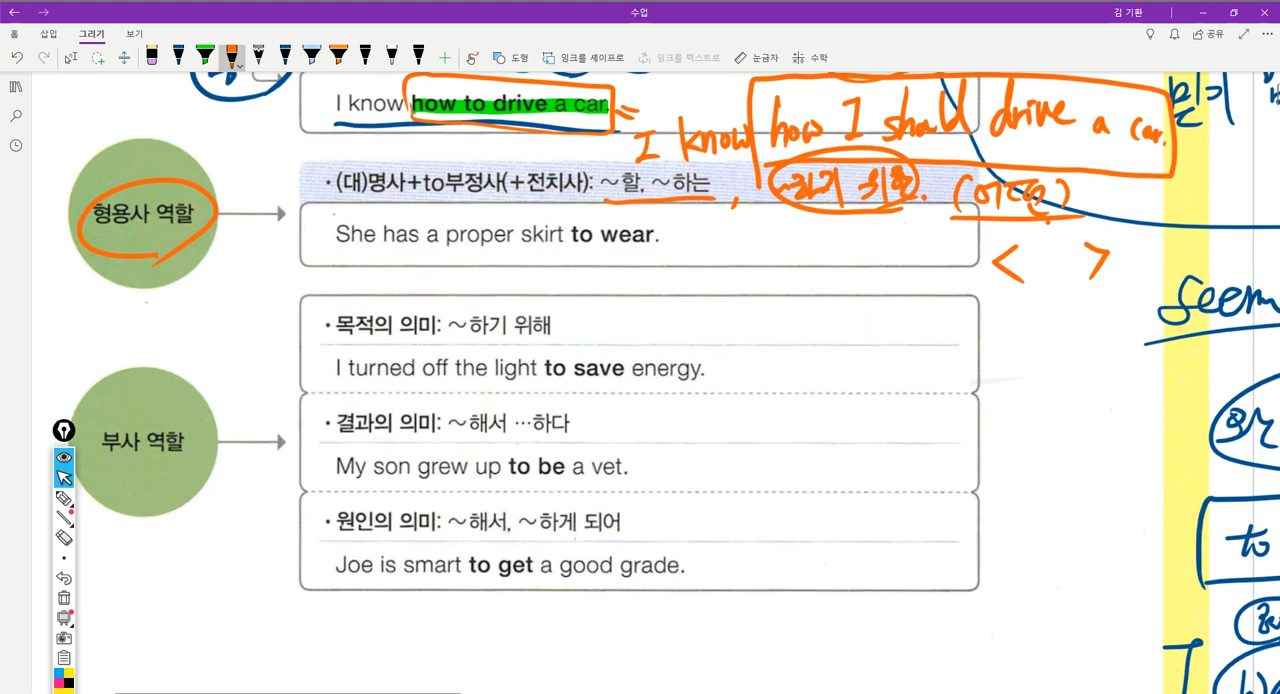 수업
김 기환
홈 삽입 그리기 보기
공유
도형 잉크를 셰이프로 잉크를 텍스트로 눈금자 수학
I know how to drive a car. = I know how I should drive a car.
형용사 역할
·(대)명사+to부정사(+전치사): ~할, ~하는, ~하기 위한. (어떤)
She has a proper skirt to wear.
< >
seem
부사 역할
·목적의 의미: ~하기 위해
I turned off the light to save energy.
·결과의 의미: ~해서 …하다
My son grew up to be a vet.
·원인의 의미: ~해서, ~하게 되어
to
Joe is smart to get a good grade.
I